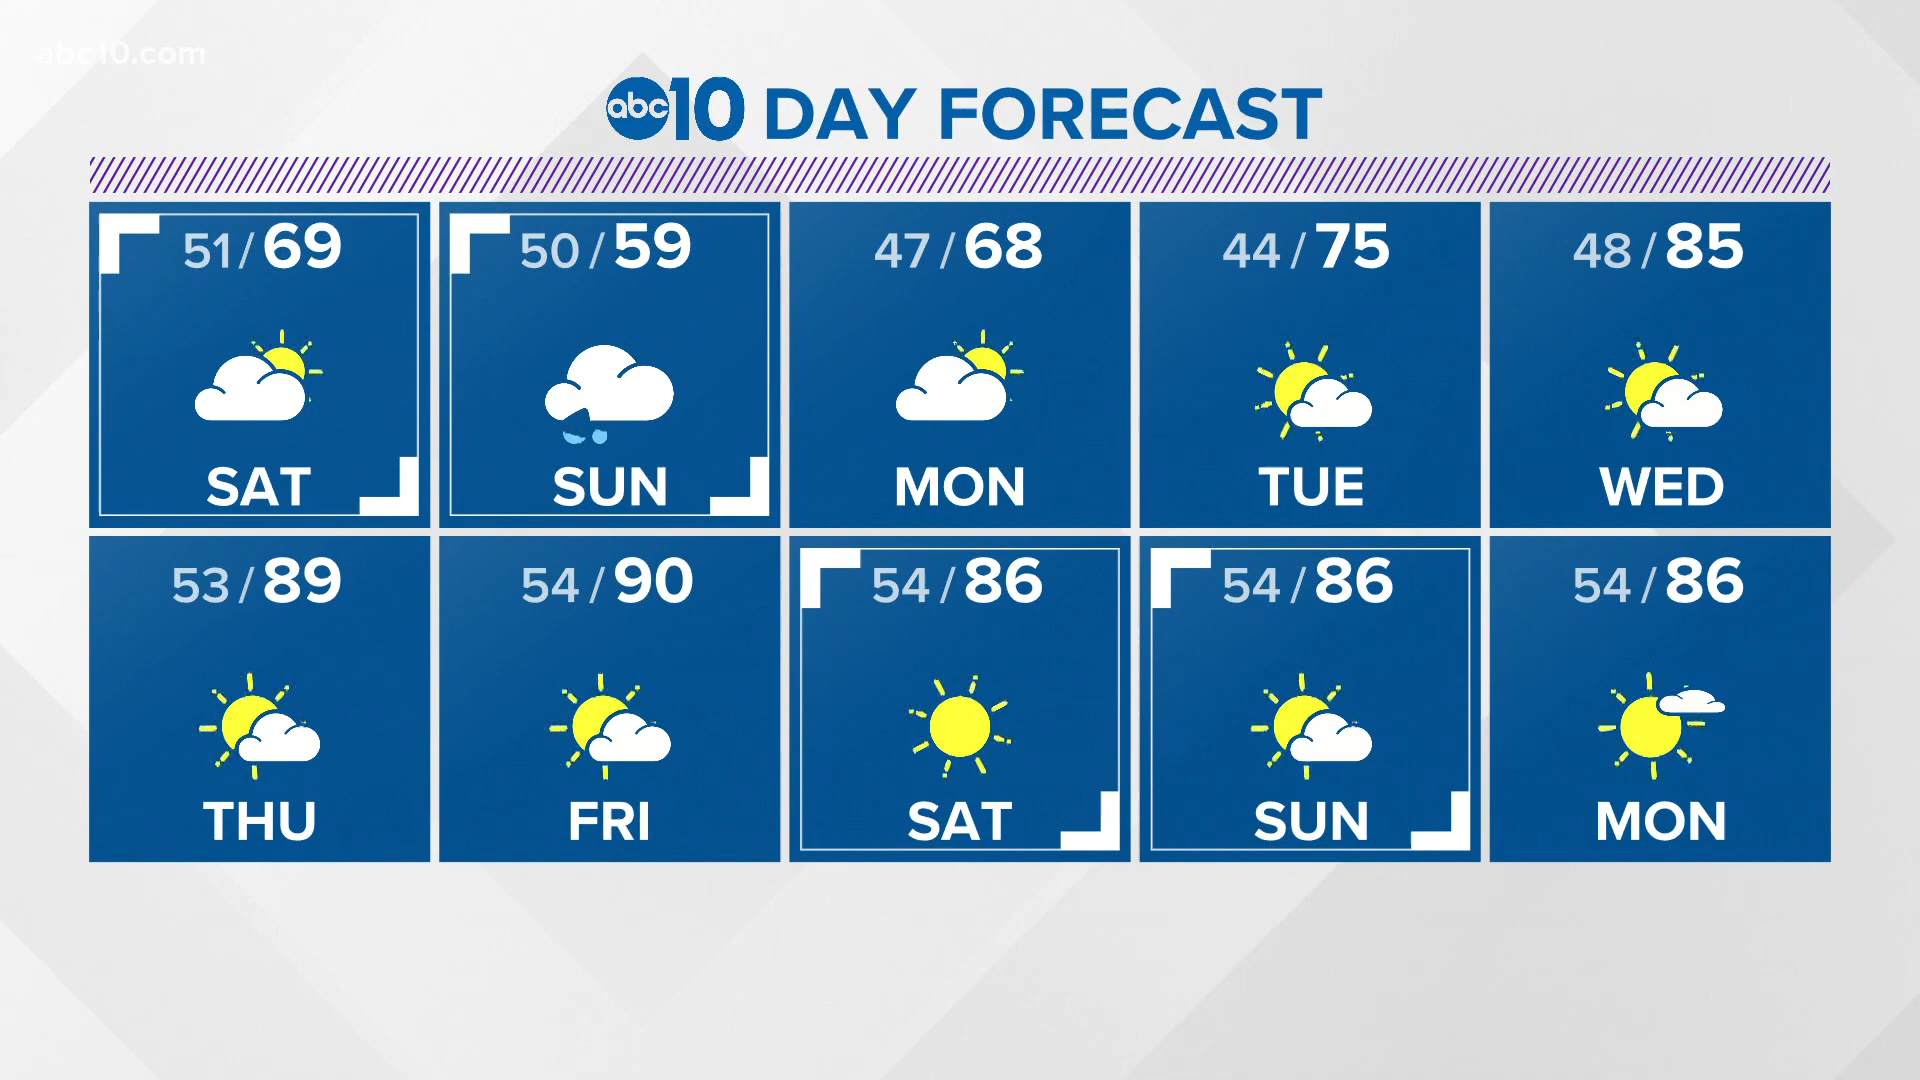 abc10.com
abc10 DAY FORECAST
51/69 50/59 47/68 44/75 48/85
SAT SUN MON TUE WED
53/89 54/90 54/86 54/86 54/86
THU FRI SAT SUN MON